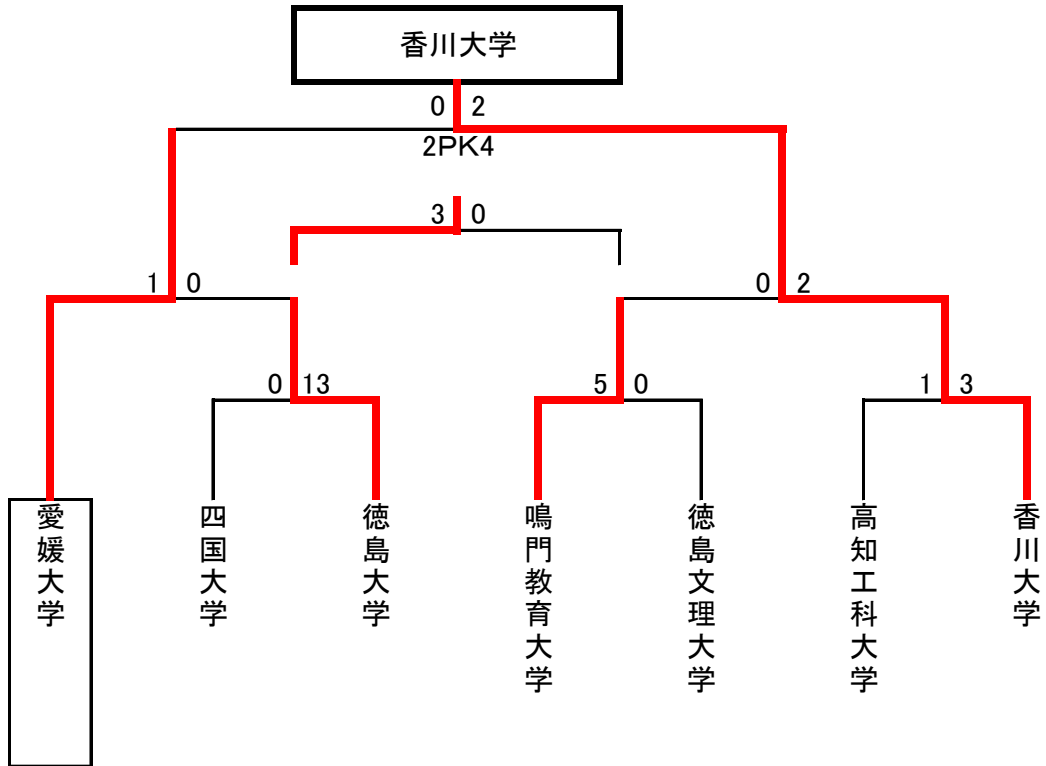 香川大学
0 2
2PK4
3 0
1 0
0 2
0 13
5 0
1 3
愛媛大学
四国大学
徳島大学
鳴門教育大学
徳島文理大学
高知工科大学
香川大学